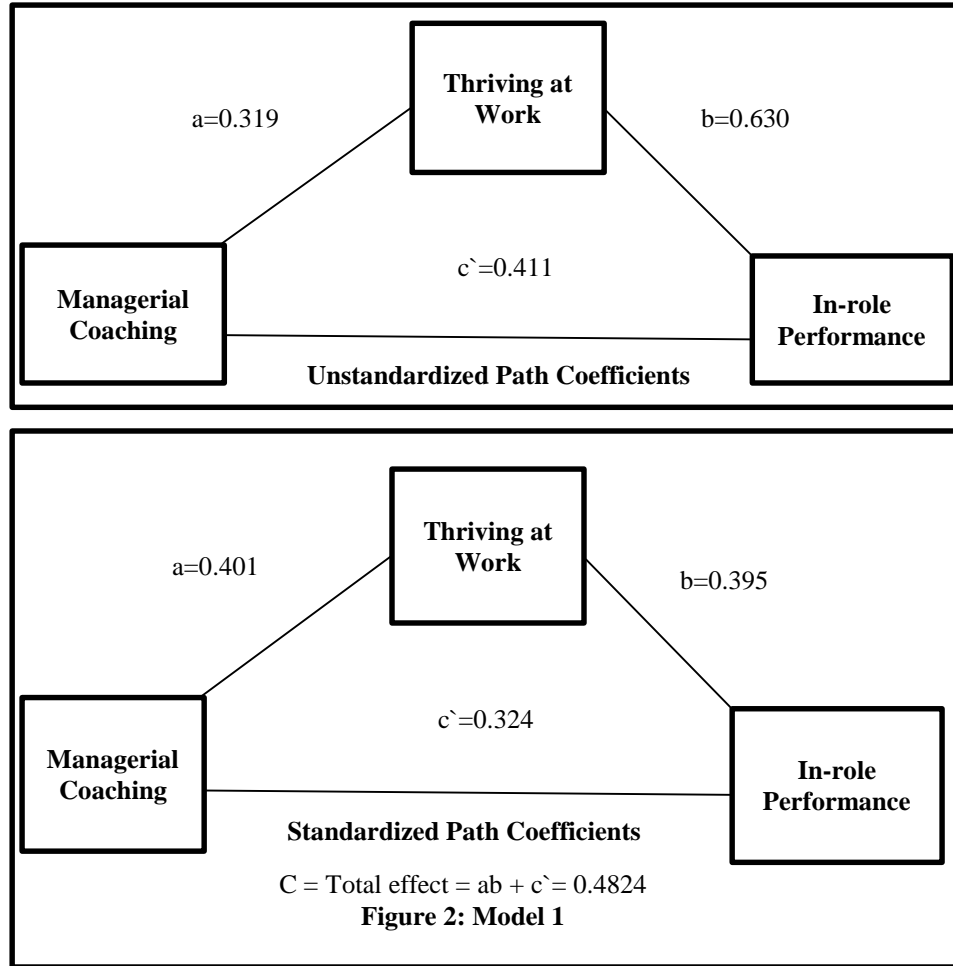 Thriving at
Work
a=0.319
b=0.630
c`=0.411
Managerial
Coaching
In-role
Performance
Unstandardized Path Coefficients
Thriving at
Work
a=0.401
b=0.395
c`=0.324
Managerial
Coaching
In-role
Performance
Standardized Path Coefficients
C = Total effect = ab + c`= 0.4824
Figure 2: Model 1